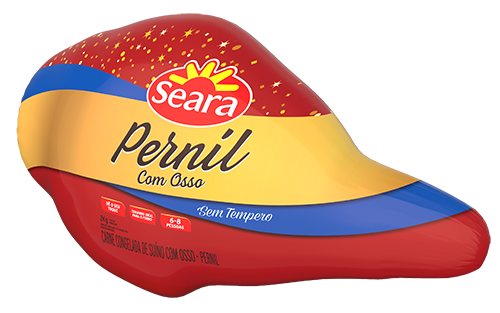 Seara
Pernil
Com Osso
Sem Tempero
6-8
PESSOAS
CARNE CONGELADA DE SUÍNO COM OSSO - PERNIL